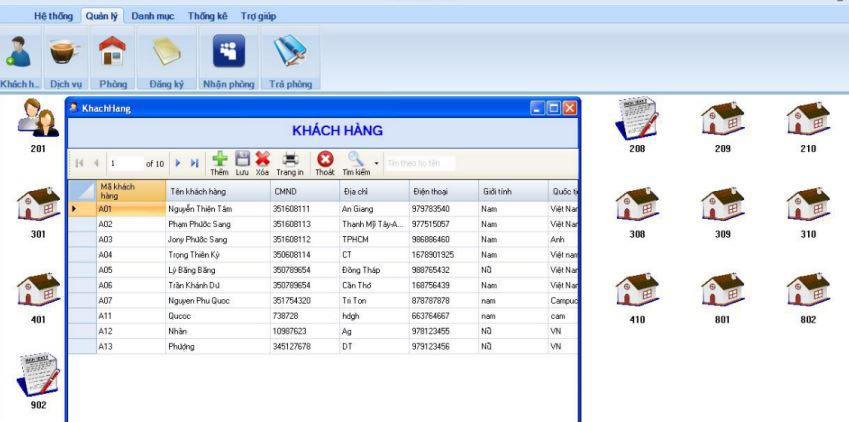 Hệ thống Quản lý Danh mục Thống kê Trợ giúp
Khách h... Dịch vụ Phòng Đăng ký Nhận phòng Trả phòng
KhachHang
KHÁCH HÀNG
1 of 10 Thêm Lưu Xóa Trang in Thoát Tìm kiếm Tìm theo họ tên
Mã khách hàng Tên khách hàng CMND Địa chỉ Điện thoại Giới tính Quốc tị
A01 Nguyễn Thiện Tâm 351608111 An Giang 979783540 Nam Việt Nar
A02 Phạm Phước Sang 351608113 Thạnh Mỹ Tây-A... 977515057 Nam Việt Nar
A03 Jony Phước Sang 351608112 TPHCM 986886460 Nam Anh
A04 Trọng Thiên Kỳ 350608114 CT 1678901925 Nam Việt nam
A05 Lý Băng Băng 350789654 Đồng Tháp 988765432 Nữ Việt Nar
A06 Trần Khánh Dư 350789654 Cần Thơ 168756439 Nam Việt Nar
A07 Nguyen Phu Quoc 351754320 Tri Ton 878787878 nam Campuc
A11 Qucoc 738728 hdgh 663764667 nam cam
A12 Nhân 10987623 Ag 978123455 Nữ VN
A13 Phượng 345127678 DT 979123456 Nữ VN
201 208 209 210
301 308 309 310
401 410 801 802
902